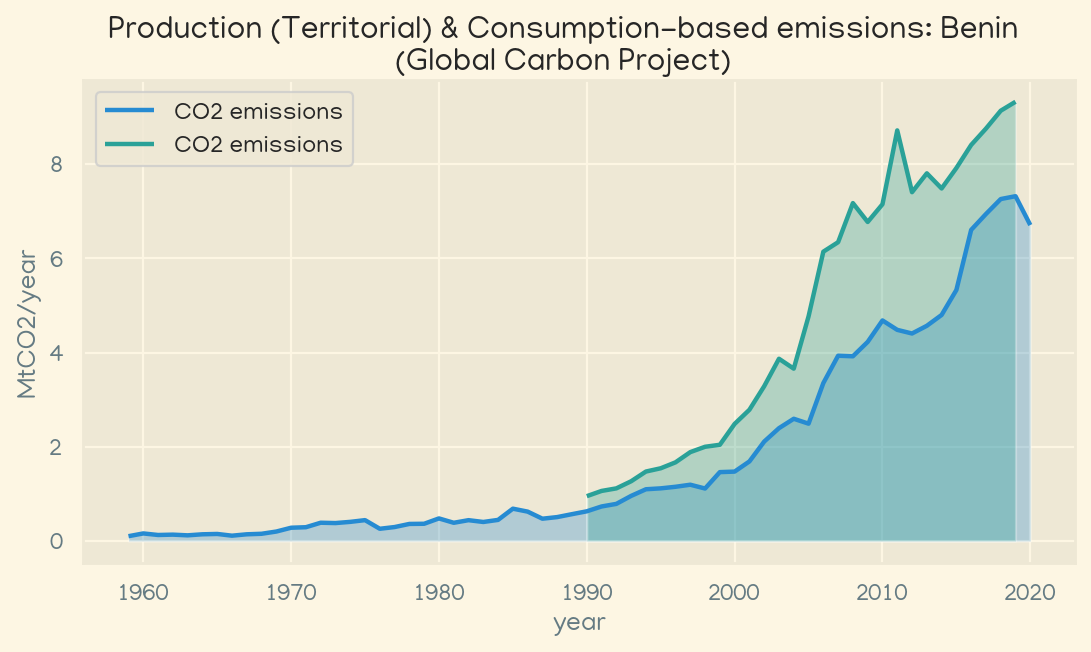 Production (Territorial) & Consumption-based emissions: Benin
(Global Carbon Project)
CO2 emissions
CO2 emissions
MtCO2/year
8
6
4
2
0
1960 1970 1980 1990 2000 2010 2020
year